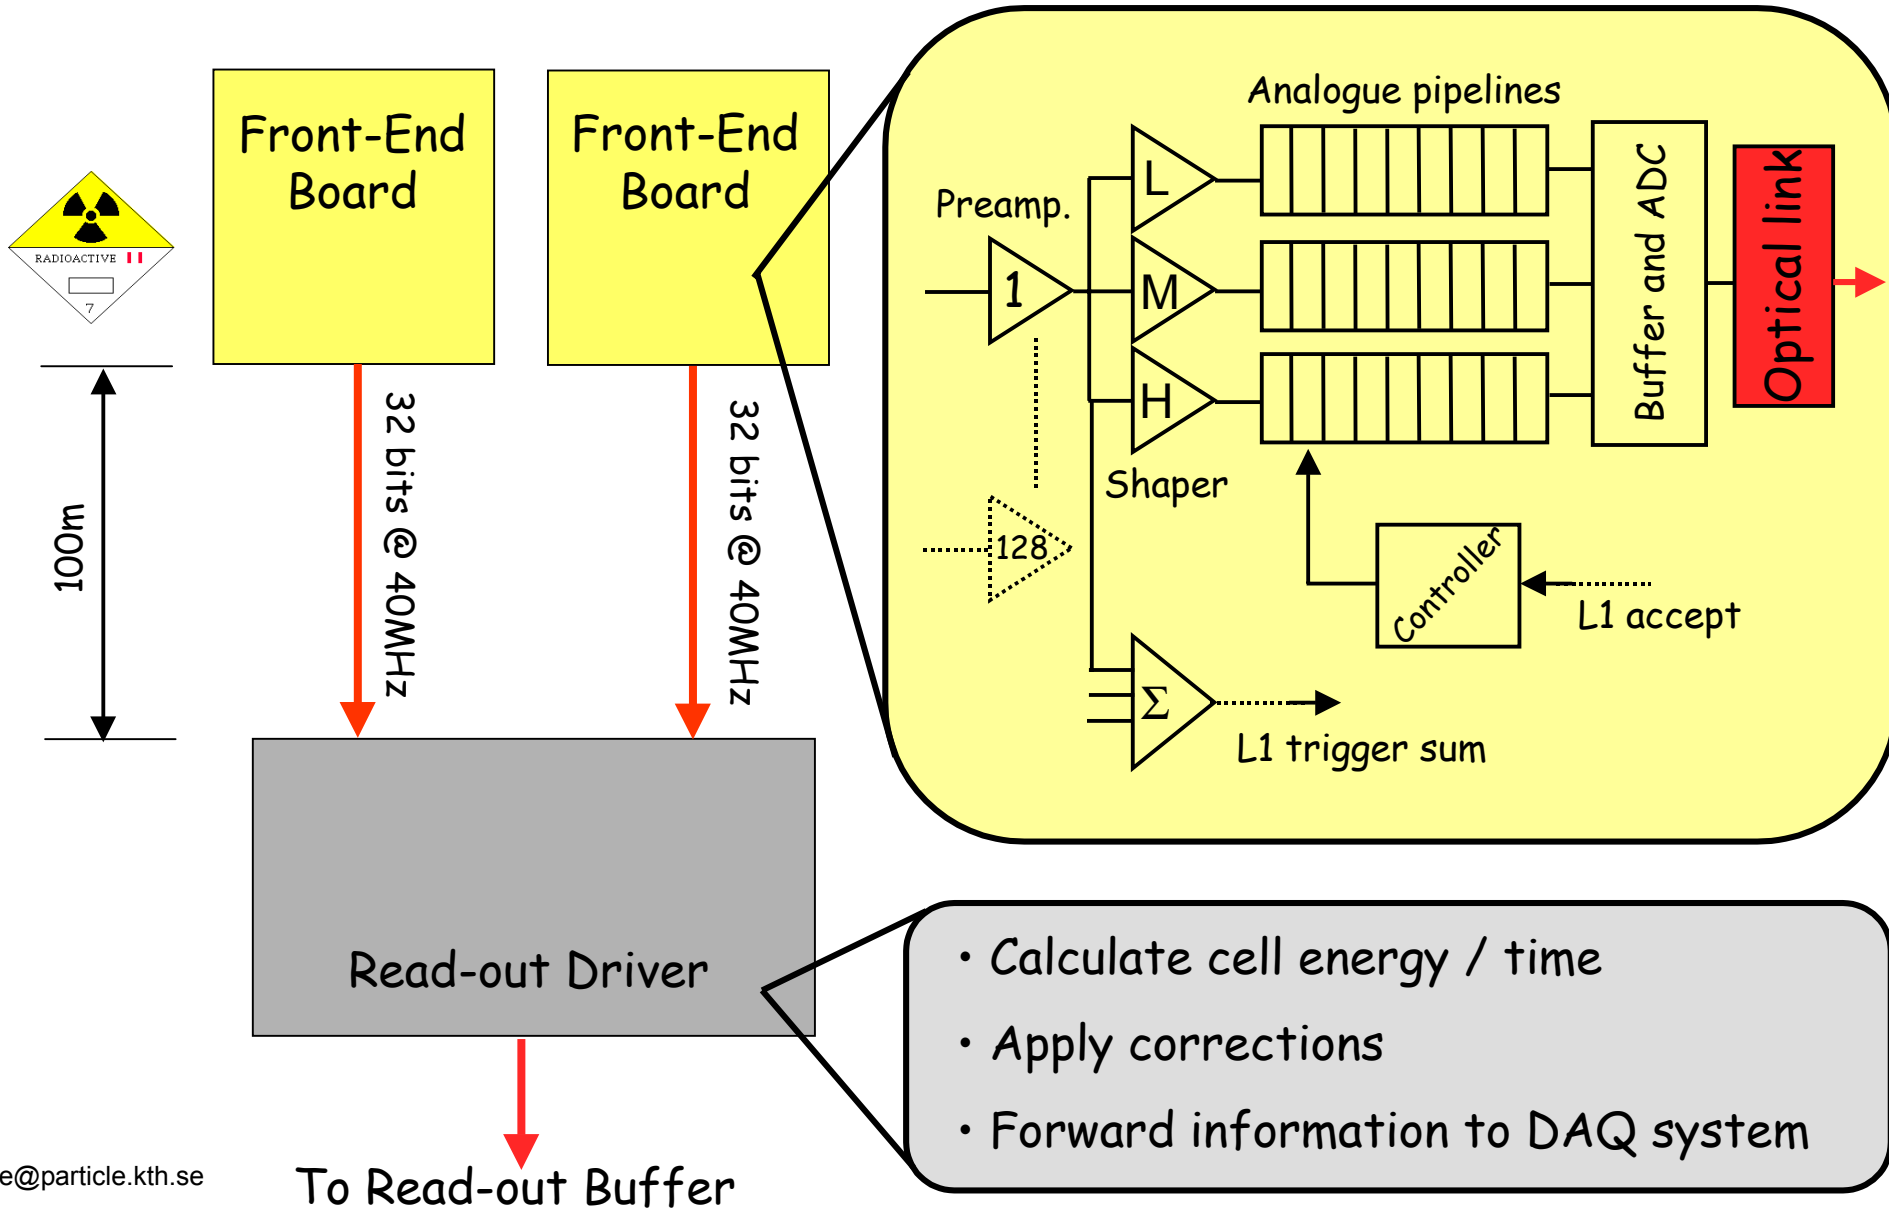 Front-End
Board
Front-End
Board
RADIOACTIVE II
7
100m
32 bits @ 40MHz
32 bits @ 40MHz
Read-out Driver
To Read-out Buffer
e@particle.kth.se
Analogue pipelines
Preamp.
1
128
L
M
H
Shaper
Buffer and ADC
Optical link
Controller
L1 accept
Σ
L1 trigger sum
• Calculate cell energy / time
• Apply corrections
• Forward information to DAQ system